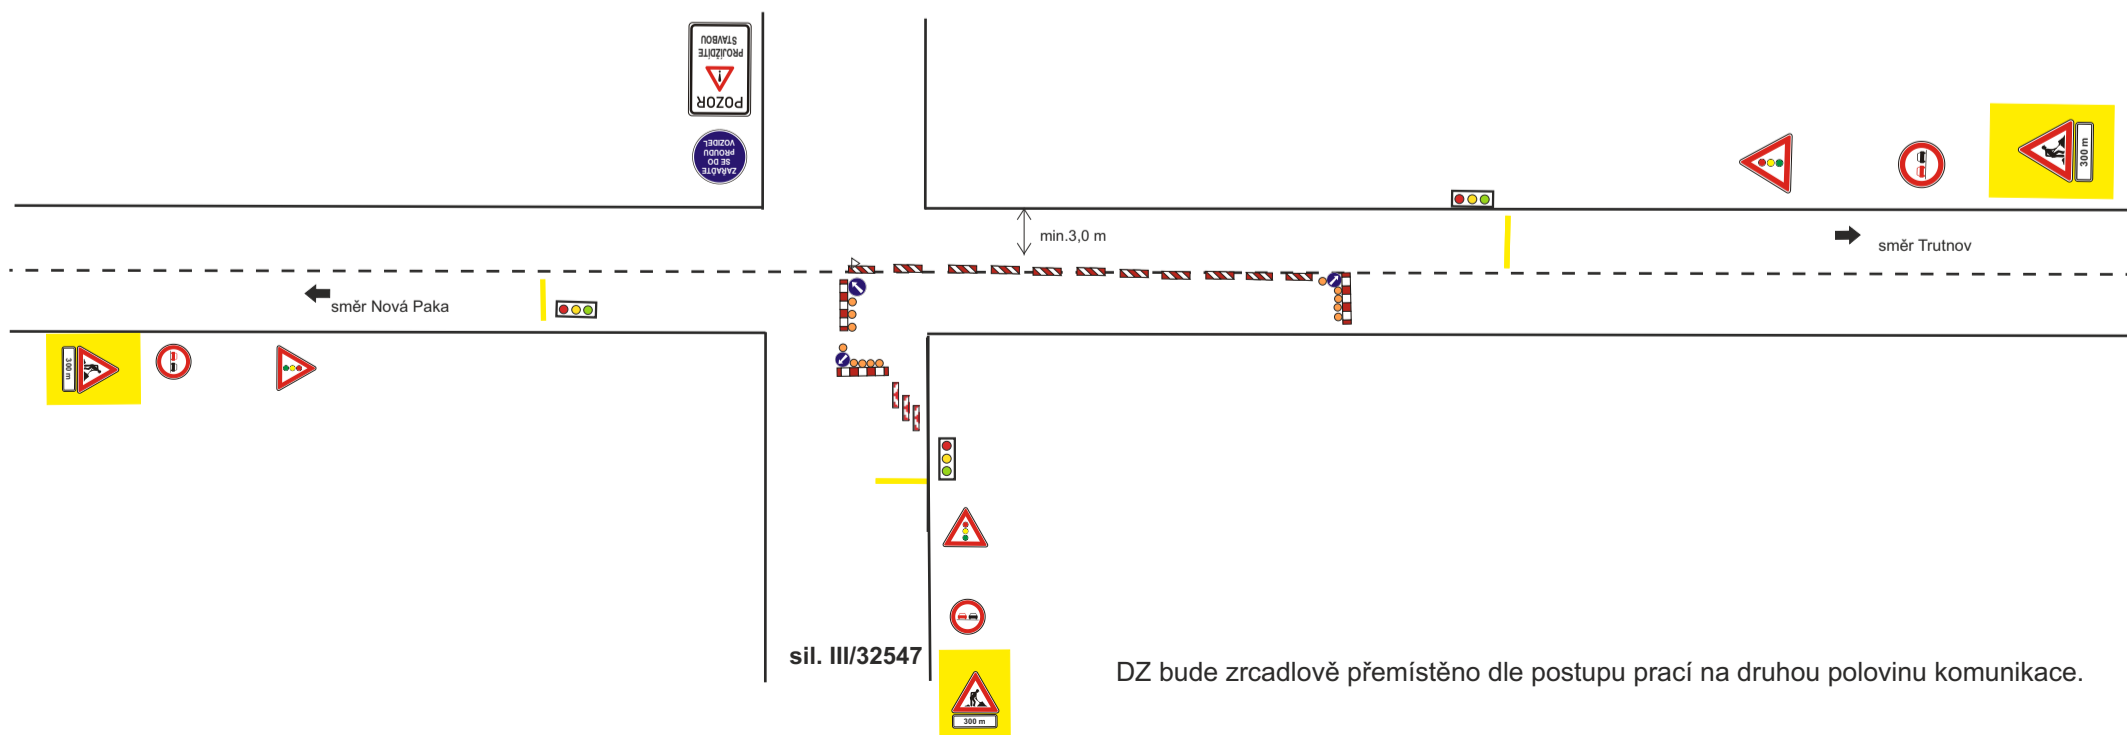 POZOR
PROJÍŽDÍTE
STAVBOU
ZAŘAĎTE
SE DO
PROUDU
VOZIDEL
300 m
min.3,0 m
směr Trutnov
směr Nová Paka
300 m
sil. III/32547
DZ bude zrcadlově přemístěno dle postupu prací na druhou polovinu komunikace.
300 m